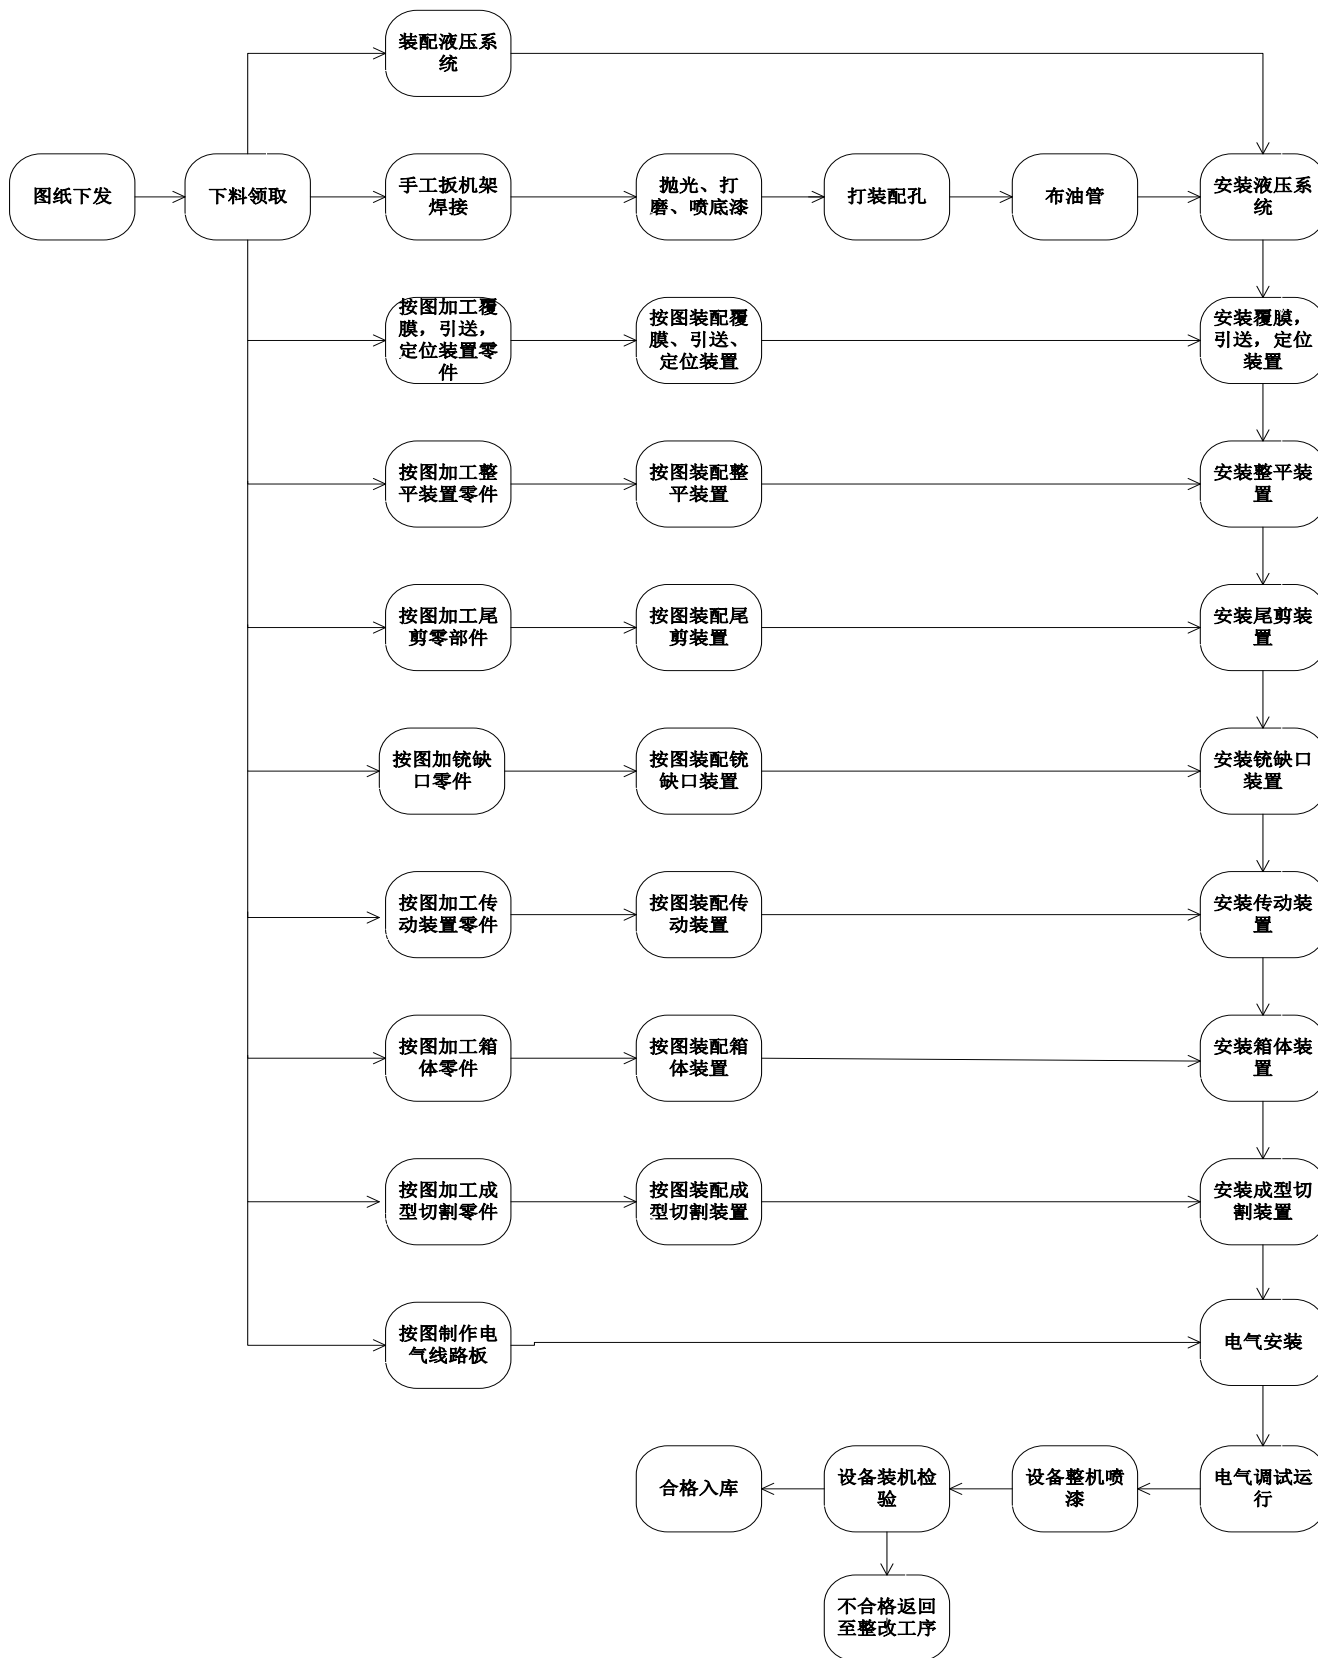 装配液压系
统
图纸下发
下料领取
手工扳机架
焊接
抛光、打
磨、喷底漆
打装配孔
布油管
安装液压系
统
按图加工覆
膜，引送，
定位装置零
件
按图装配覆
膜、引送、
定位装置
安装覆膜，
引送，定位
装置
按图加工整
平装置零件
按图装配整
平装置
安装整平装
置
按图加工尾
剪零部件
按图装配尾
剪装置
安装尾剪装
置
按图加铳缺
口零件
按图装配铳
缺口装置
安装铳缺口
装置
按图加工传
动装置零件
按图装配传
动装置
安装传动装
置
按图加工箱
体零件
按图装配箱
体装置
安装箱体装
置
按图加工成
型切割零件
按图装配成
型切割装置
安装成型切
割装置
按图制作电
气线路板
电气安装
合格入库
设备装机检
验
设备整机喷
漆
电气调试运
行
不合格返回
至整改工序